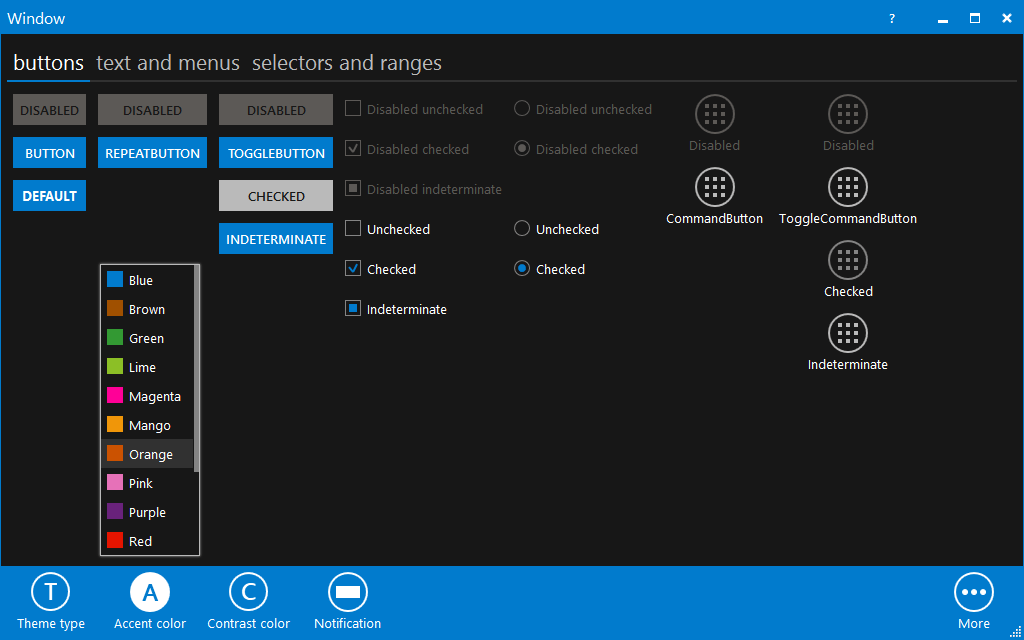 Window
?
buttons text and menus selectors and ranges
DISABLED DISABLED DISABLED Disabled unchecked Disabled unchecked
Disabled Disabled
BUTTON REPEATBUTTON TOGGLEBUTTON Disabled checked Disabled checked
DEFAULT CHECKED Disabled indeterminate
CommandButton ToggleCommandButton
INDETERMINATE Unchecked Unchecked
Checked Checked
Checked
Indeterminate
Indeterminate
Blue
Brown
Green
Lime
Magenta
Mango
Orange
Pink
Purple
Red
T A C
Theme type Accent color Contrast color Notification More